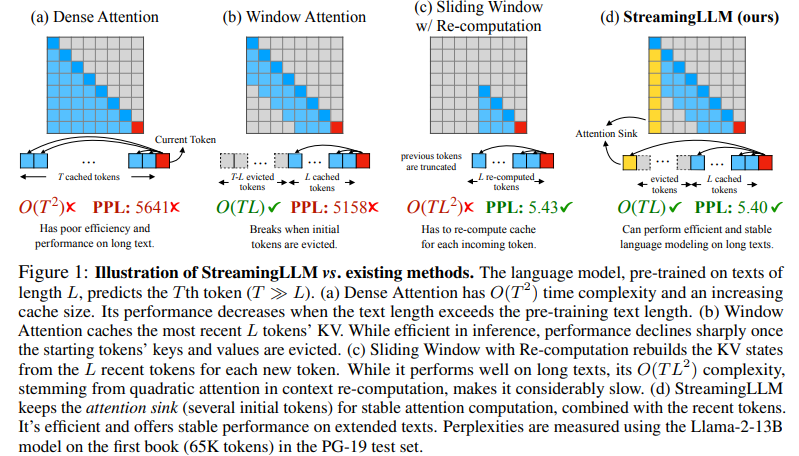 (a) Dense Attention
Current Token
...
T cached tokens
O(T²)✗ PPL: 5641✗
Has poor efficiency and
performance on long text.
(b) Window Attention
... ...
T-L evicted
tokens
L cached
tokens
O(TL)✓ PPL: 5158✗
Breaks when initial
tokens are evicted.
(c) Sliding Window
w/ Re-computation
previous tokens
are truncated
...
L re-computed
tokens
O(TL²)✗ PPL: 5.43✓
Has to re-compute cache
for each incoming token.
(d) StreamingLLM (ours)
Attention Sink
... ...
evicted
tokens
L cached
tokens
O(TL)✓ PPL: 5.40✓
Can perform efficient and stable
language modeling on long texts.
Figure 1: Illustration of StreamingLLM vs. existing methods. The language model, pre-trained on texts of
length L, predicts the Tth token (T ≫ L). (a) Dense Attention has O(T²) time complexity and an increasing
cache size. Its performance decreases when the text length exceeds the pre-training text length. (b) Window
Attention caches the most recent L tokens' KV. While efficient in inference, performance declines sharply once
the starting tokens' keys and values are evicted. (c) Sliding Window with Re-computation rebuilds the KV states
from the L recent tokens for each new token. While it performs well on long texts, its O(TL²) complexity,
stemming from quadratic attention in context re-computation, makes it considerably slow. (d) StreamingLLM
keeps the attention sink (several initial tokens) for stable attention computation, combined with the recent tokens.
It's efficient and offers stable performance on extended texts. Perplexities are measured using the Llama-2-13B
model on the first book (65K tokens) in the PG-19 test set.